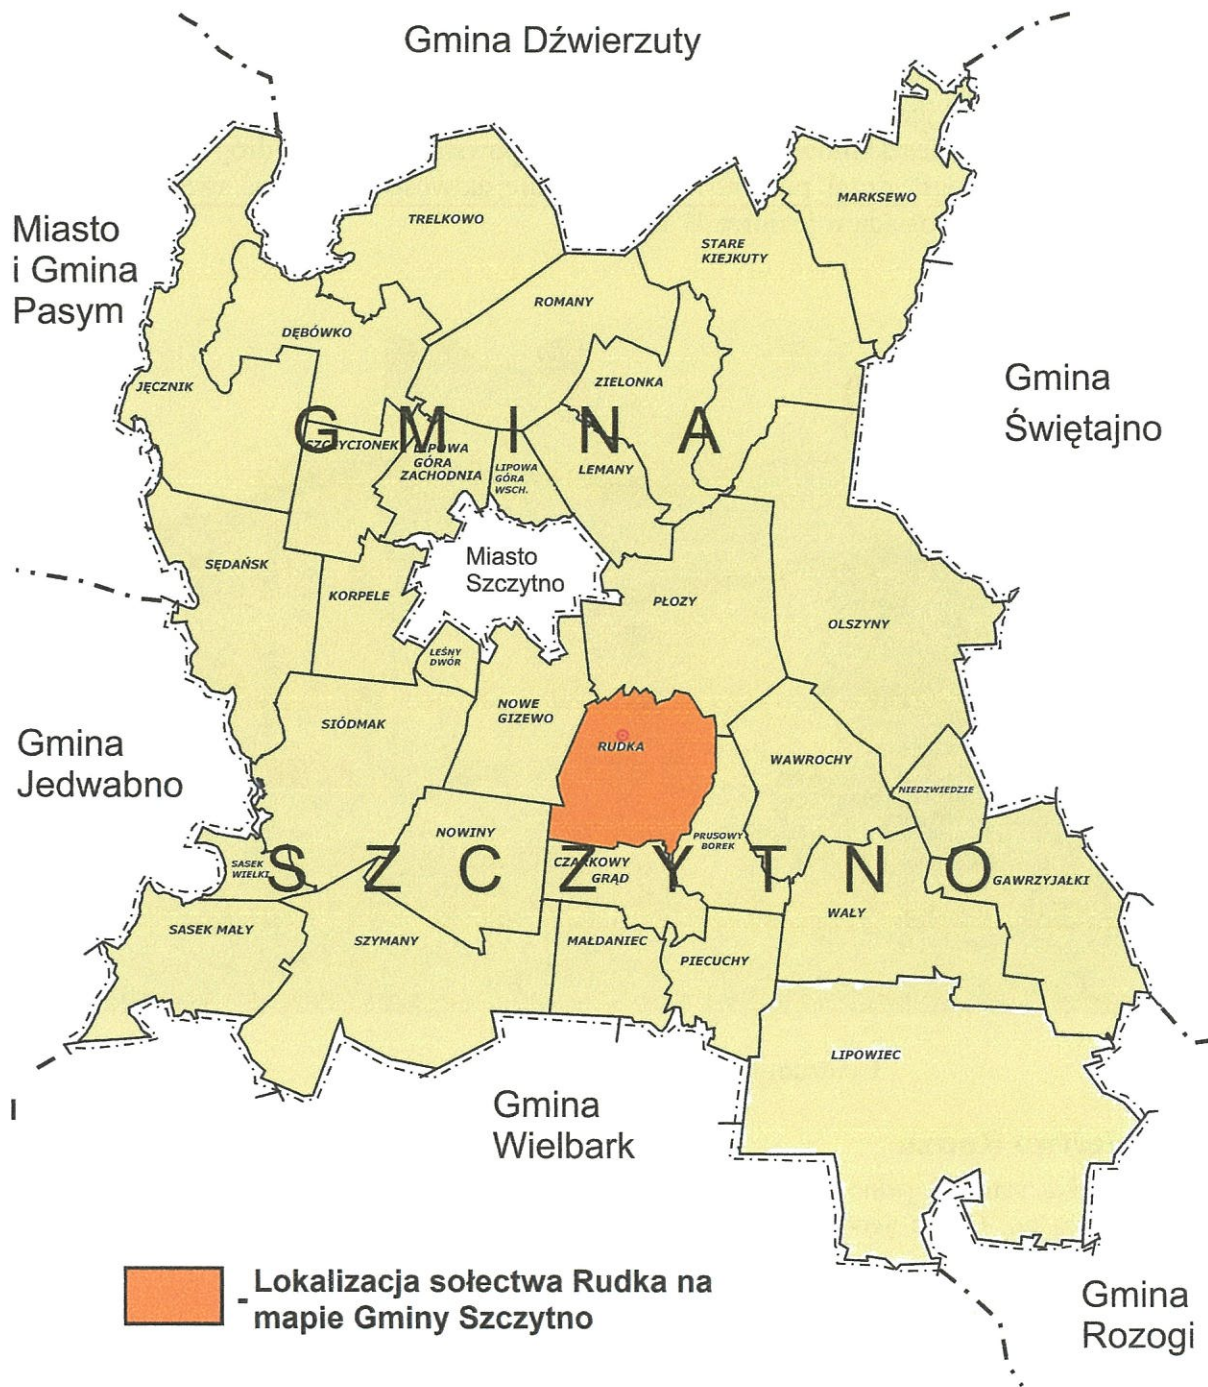 Gmina Dźwierzuty
MARKSEWO
TRELKOWO
Miasto
i Gmina
Pasym
STARE
KIEJKUTY
ROMANY
DĘBÓWKO
JĘCZNIK
ZIELONKA
Gmina
Świętajno
G M I N A
SZCZYCIONEK
LIPOWA
GÓRA
ZACHODNIA
LIPOWA
GÓRA
WSCH.
LEMANY
SĘDAŃSK
Miasto
Szczytno
KORPELE
PŁOZY
OLSZYNY
LEŚNY
DWÓR
NOWE
GIZEWO
SIÓDMAK
Gmina
Jedwabno
RUDKA
WAWROCHY
NIEDZWIEDZIE
NOWINY
PRUSOWY
BOREK
SASEK
WIELKI
CZARKOWY
GRĄD
S Z C Z Y T N O
GAWRZYJAŁKI
WAŁY
SASEK MAŁY
SZYMANY
MAŁDANIEC
PIECUCHY
LIPOWIEC
Gmina
Wielbark
I
- Lokalizacja sołectwa Rudka na
mapie Gminy Szczytno
Gmina
Rozogi